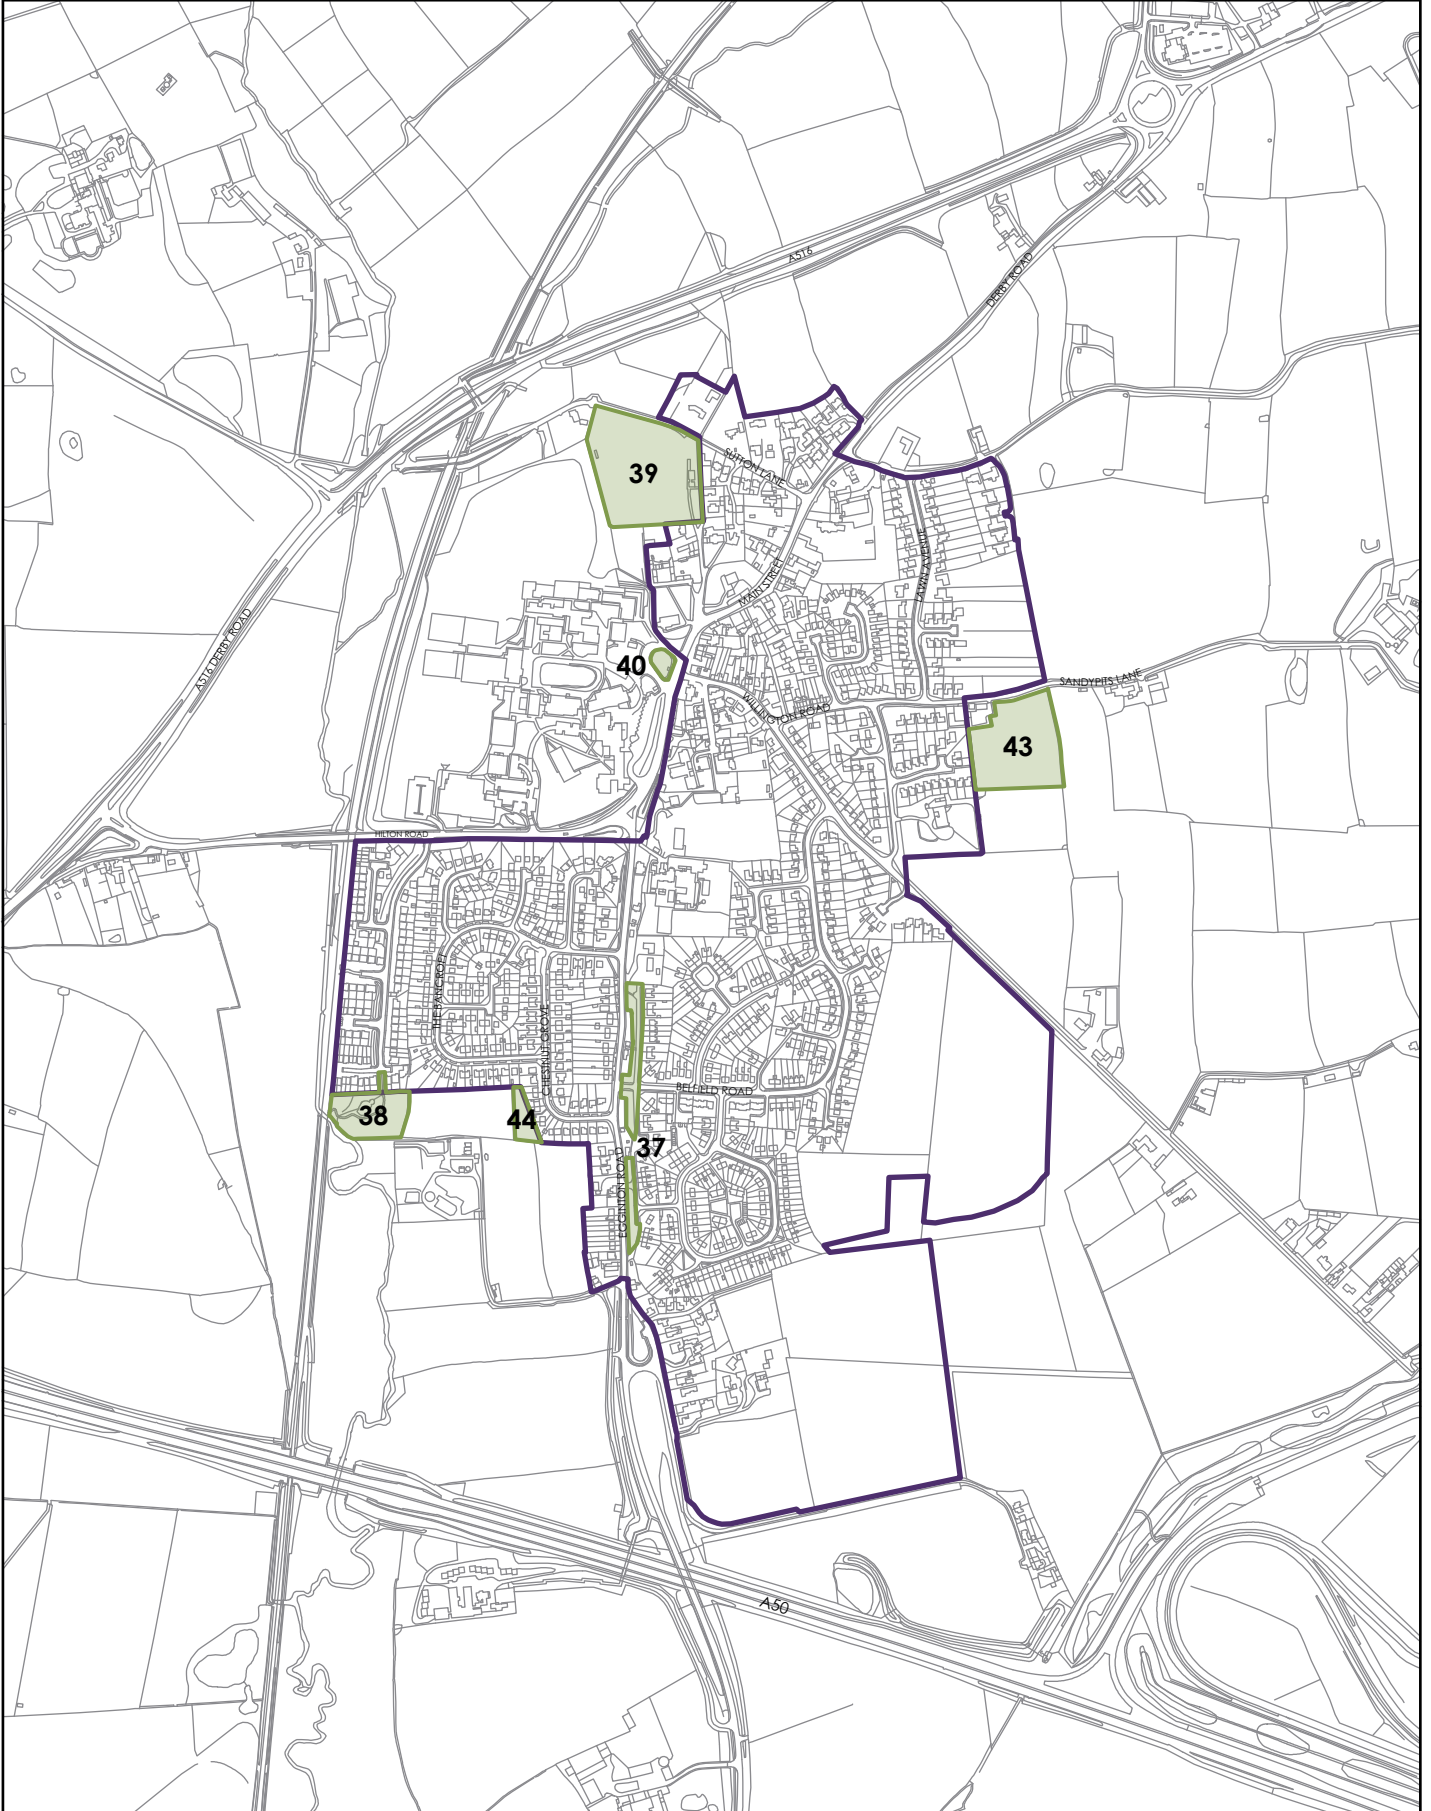 A516
DERBY ROAD
39
SUTTON LANE
LAWN AVENUE
MAIN STREET
A516 DERBY ROAD
40
SANDYPITS LANE
WILLINGTON ROAD
43
HILTON ROAD
THE BANCROFT
CHESTNUT GROVE
BELFIELD ROAD
38
44
37
EGGINTON ROAD
A50